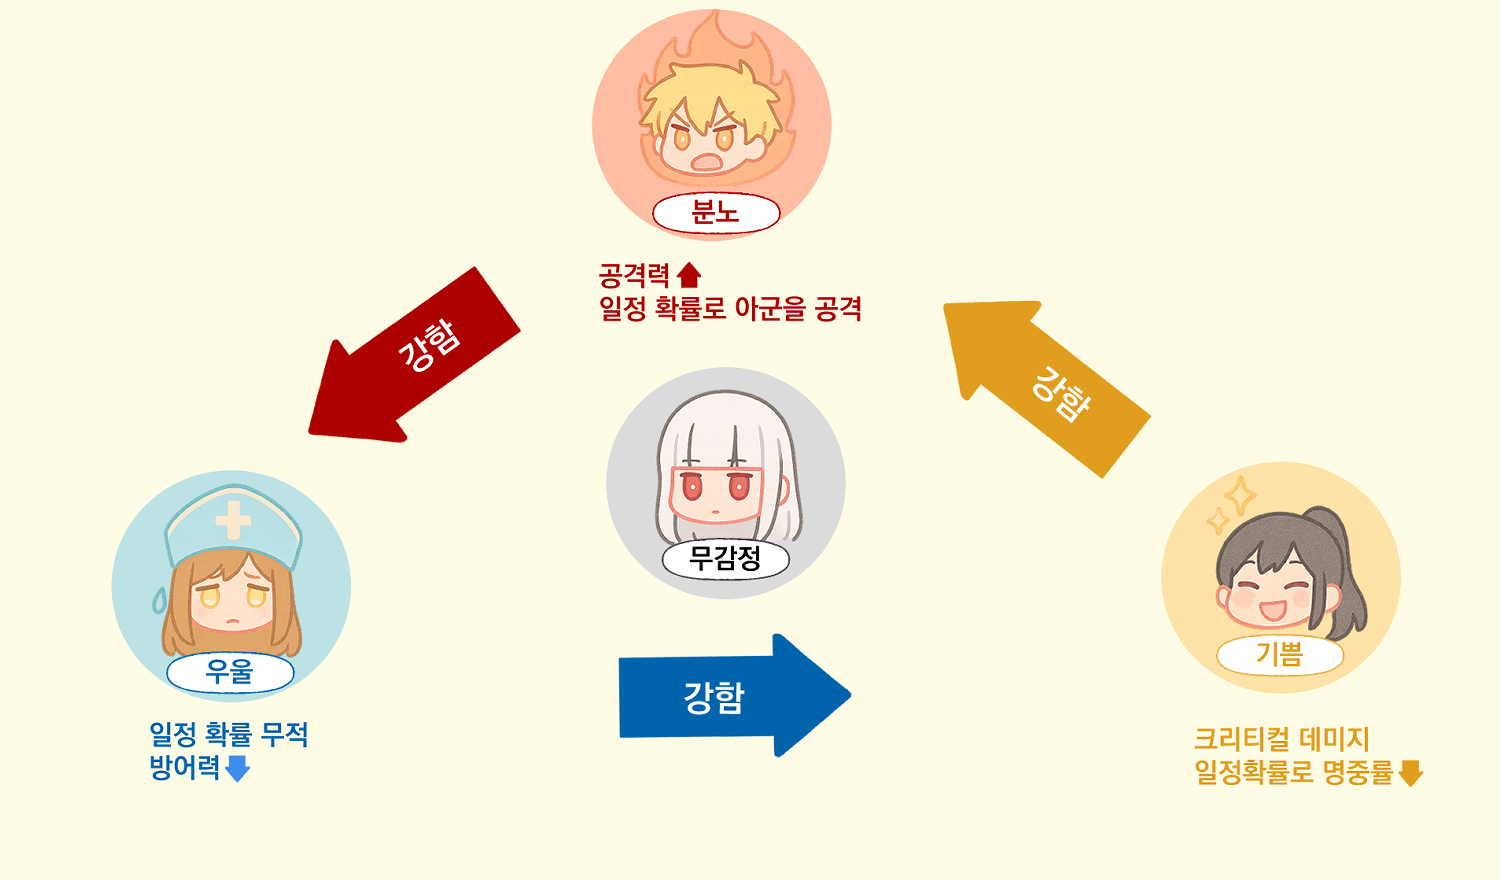 분노
공격력
일정 확률로 아군을 공격
강함
강함
무감정
우울
일정 확률 무적
방어력
강함
기쁨
크리티컬 데미지
일정확률로 명중률